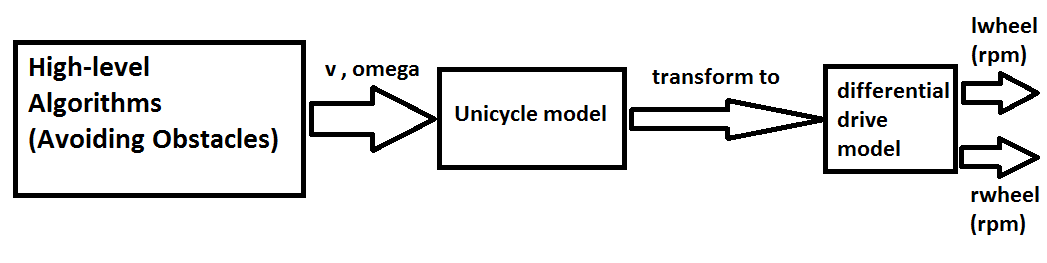 High-level
Algorithms
(Avoiding Obstacles)
v , omega
Unicycle model
transform to
differential
drive
model
lwheel
(rpm)
rwheel
(rpm)